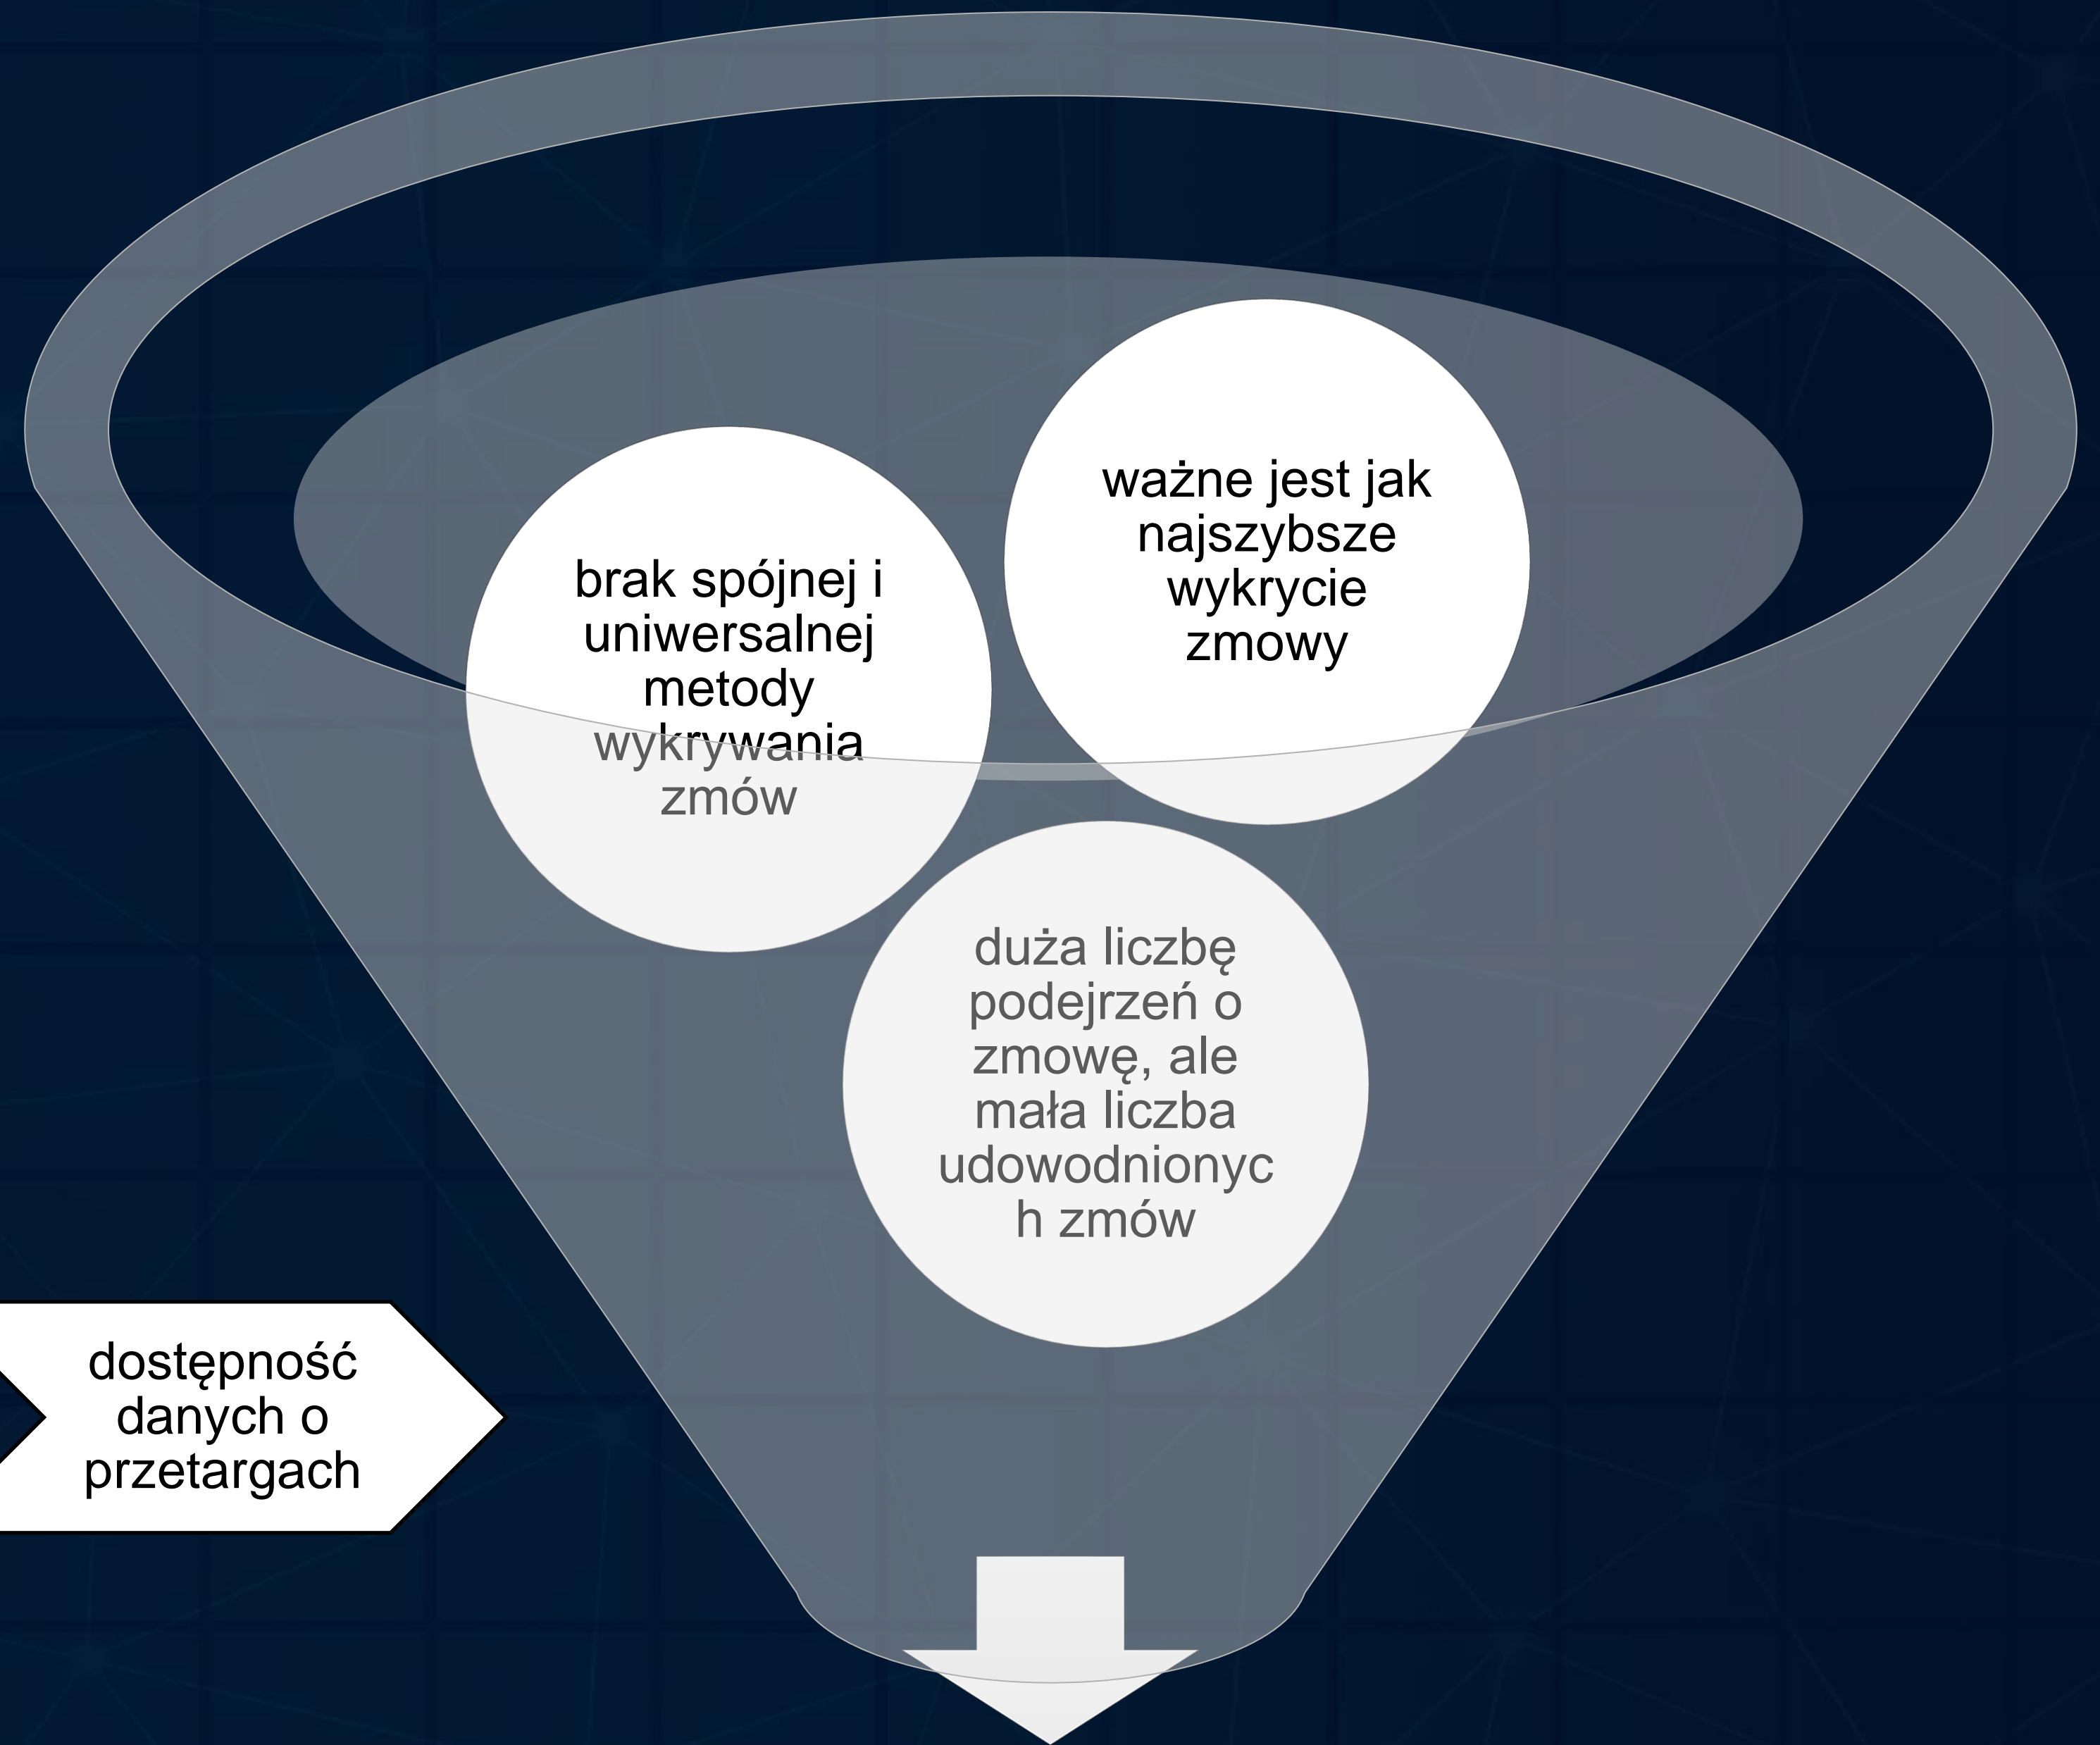 ważne jest jak
najszybsze
wykrycie
zmowy
brak spójnej i
uniwersalnej
metody
wykrywania
zmów
duża liczbę
podejrzeń o
zmowę, ale
mała liczba
udowodnionyc
h zmów
dostępność
danych o
przetargach